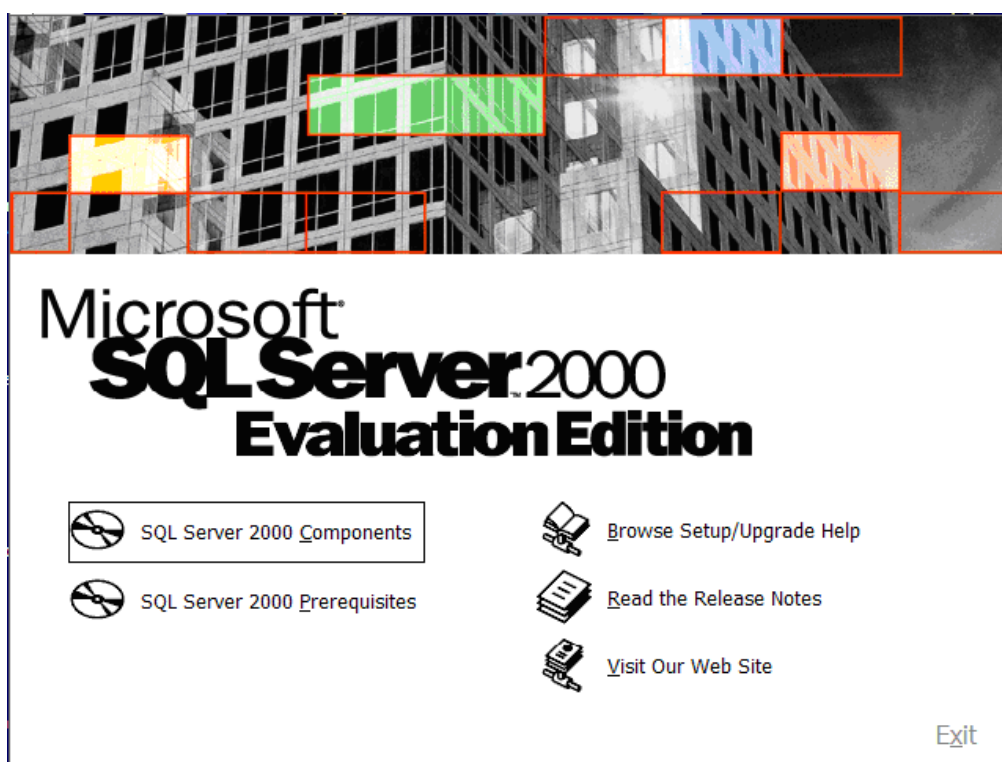 Microsoft®
SQL Server™ 2000
Evaluation Edition
SQL Server 2000 Components
SQL Server 2000 Prerequisites
Browse Setup/Upgrade Help
Read the Release Notes
Visit Our Web Site
Exit